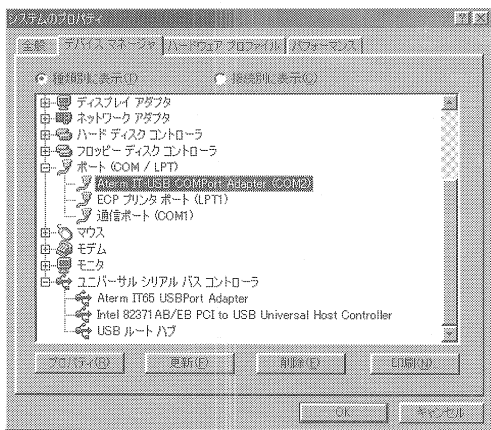 システムのプロパティ
全般 デバイス マネージャ ハードウェア プロファイル パフォーマンス
種類別に表示(T) 接続別に表示(C)
ディスプレイ アダプタ
ネットワーク アダプタ
ハード ディスク コントローラ
フロッピー ディスク コントローラ
ポート (COM / LPT)
Aterm IT-USB COMPort Adapter (COM2)
ECP プリンタ ポート (LPT1)
通信ポート (COM1)
マウス
モデム
モニタ
ユニバーサル シリアル バス コントローラ
Aterm IT65 USBPort Adapter
Intel 82371AB/EB PCI to USB Universal Host Controller
USB ルート ハブ
プロパティ(R) 更新(F) 削除(E) 印刷(N)
OK キャンセル